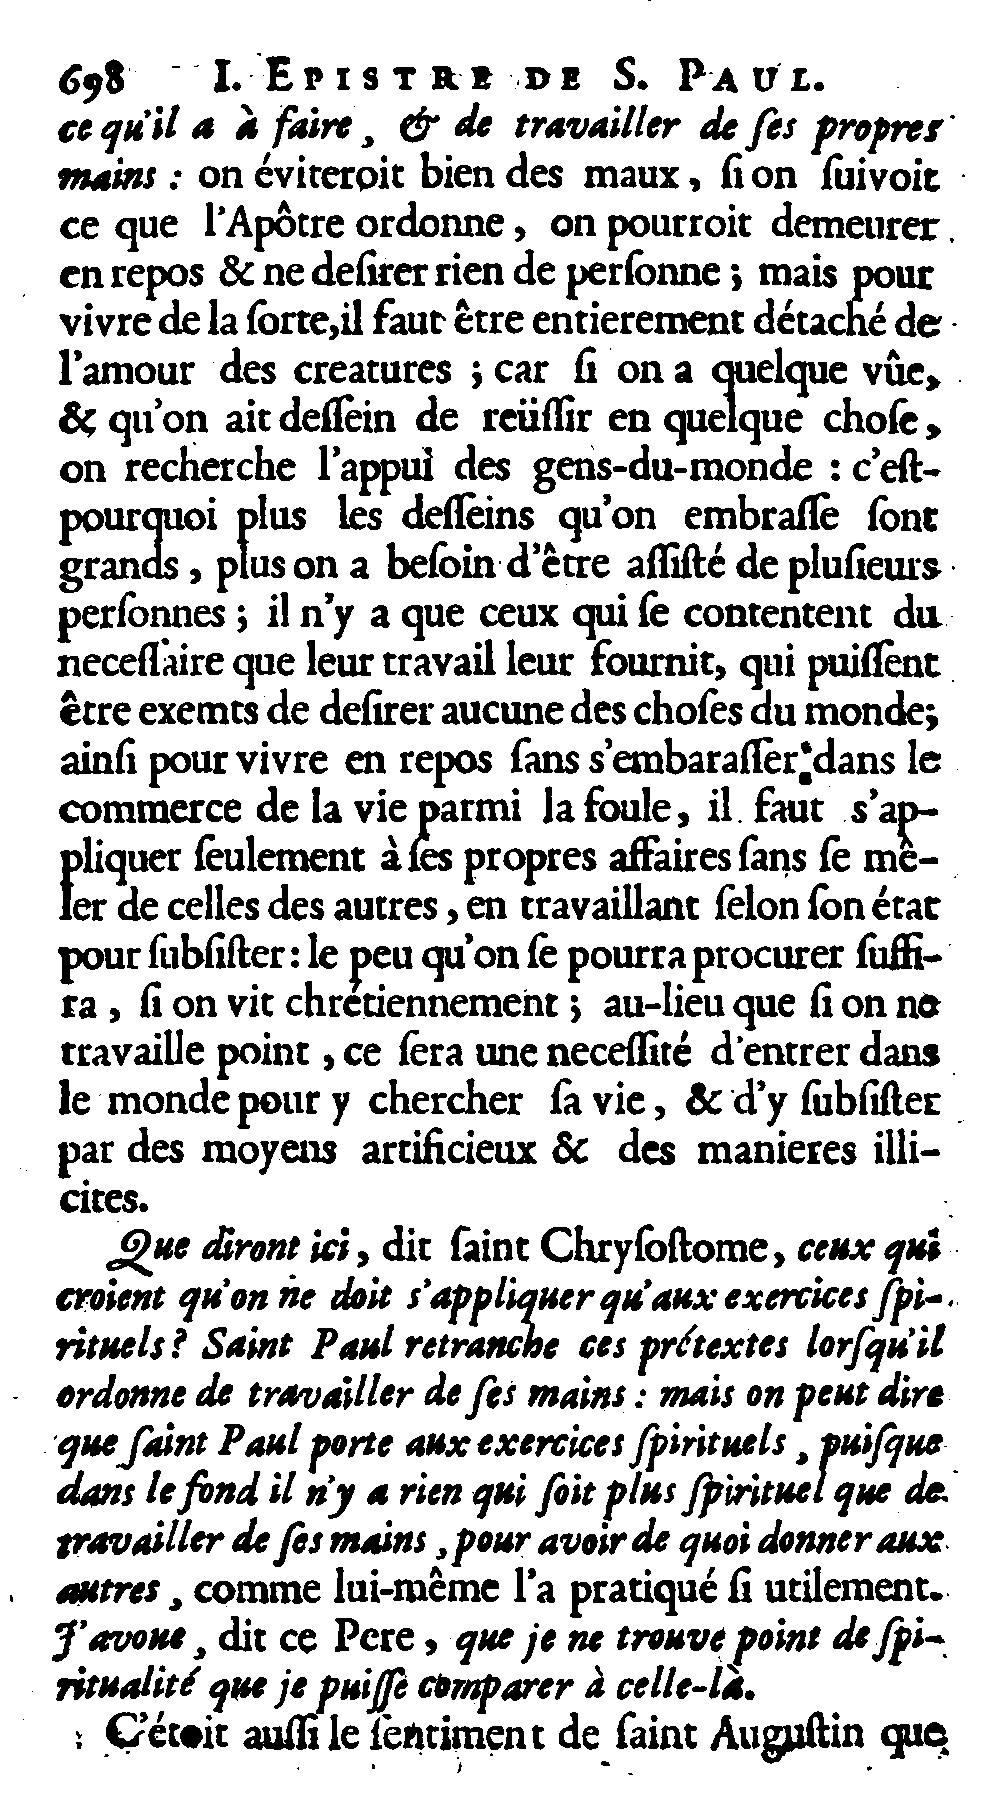 698 I. EPISTRE DE S. PAUL.
ce qu'il a à faire, & de travailler de ſes propres
mains : on éviteroit bien des maux, ſi on ſuivoit
ce que l'Apôtre ordonne, on pourroit demeurer
en repos & ne deſirer rien de perſonne ; mais pour
vivre de la ſorte, il faut être entierement détaché de
l'amour des creatures ; car ſi on a quelque vûe,
& qu'on ait deſſein de reüſſir en quelque choſe,
on recherche l'appui des gens-du-monde : c'eſt-
pourquoi plus les deſſeins qu'on embraſſe ſont
grands, plus on a beſoin d'être aſſiſté de pluſieurs
perſonnes ; il n'y a que ceux qui ſe contentent du
neceſſaire que leur travail leur fournit, qui puiſſent
être exemts de deſirer aucune des choſes du monde;
ainſi pour vivre en repos ſans s'embaraſſer dans le
commerce de la vie parmi la foule, il faut s'ap-
pliquer ſeulement à ſes propres affaires ſans ſe mê-
ler de celles des autres, en travaillant ſelon ſon état
pour ſubſiſter : le peu qu'on ſe pourra procurer ſuffi-
ra, ſi on vit chrétiennement ; au-lieu que ſi on ne
travaille point, ce ſera une neceſſité d'entrer dans
le monde pour y chercher ſa vie, & d'y ſubſiſter
par des moyens artificieux & des manieres illi-
cites.
Que diront ici, dit ſaint Chryſoſtome, ceux qui
croient qu'on ne doit s'appliquer qu'aux exercices ſpi-
rituels? Saint Paul retranche ces prétextes lorſqu'il
ordonne de travailler de ſes mains : mais on peut dire
que ſaint Paul porte aux exercices ſpirituels, puiſque
dans le fond il n'y a rien qui ſoit plus ſpirituel que de
travailler de ſes mains, pour avoir de quoi donner aux
autres, comme lui-même l'a pratiqué ſi utilement.
J'avoue, dit ce Pere, que je ne trouve point de ſpi-
ritualité que je puiſſe comparer à celle-là.
C'étoit auſſi le ſentiment de ſaint Auguſtin que